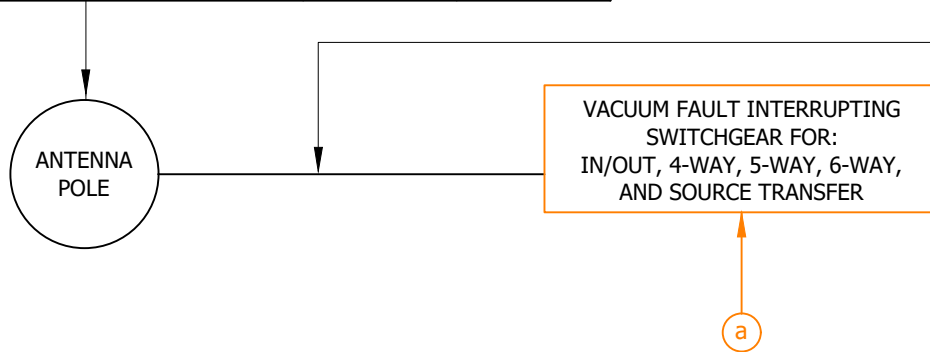 ANTENNA
POLE
VACUUM FAULT INTERRUPTING
SWITCHGEAR FOR:
IN/OUT, 4-WAY, 5-WAY, 6-WAY,
AND SOURCE TRANSFER
a